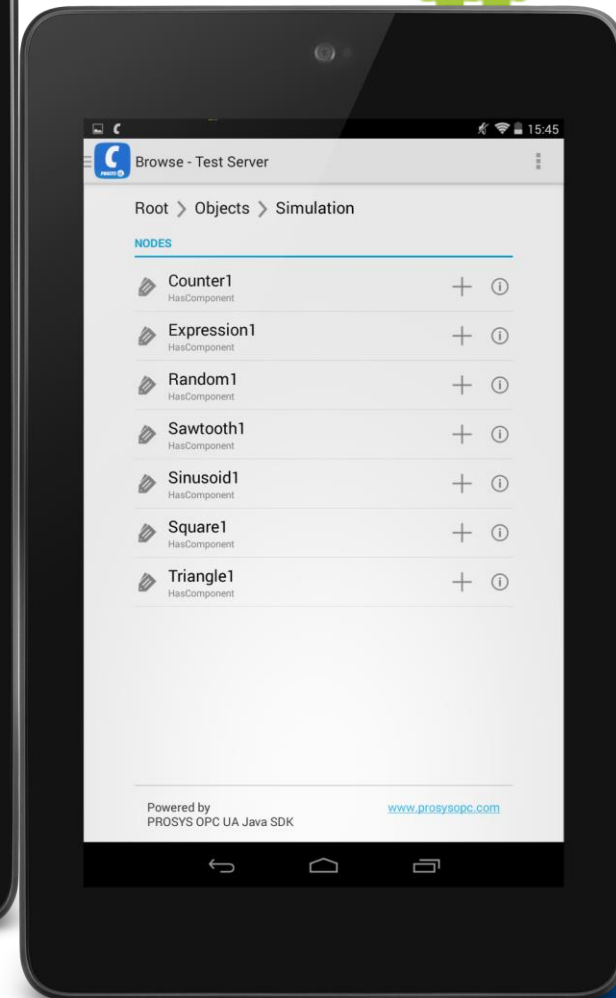 15:45
PROSYS
Browse - Test Server
Root > Objects > Simulation
NODES
Counter1
HasComponent
Expression1
HasComponent
Random1
HasComponent
Sawtooth1
HasComponent
Sinusoid1
HasComponent
Square1
HasComponent
Triangle1
HasComponent
Powered by
PROSYS OPC UA Java SDK
www.prosysopc.com